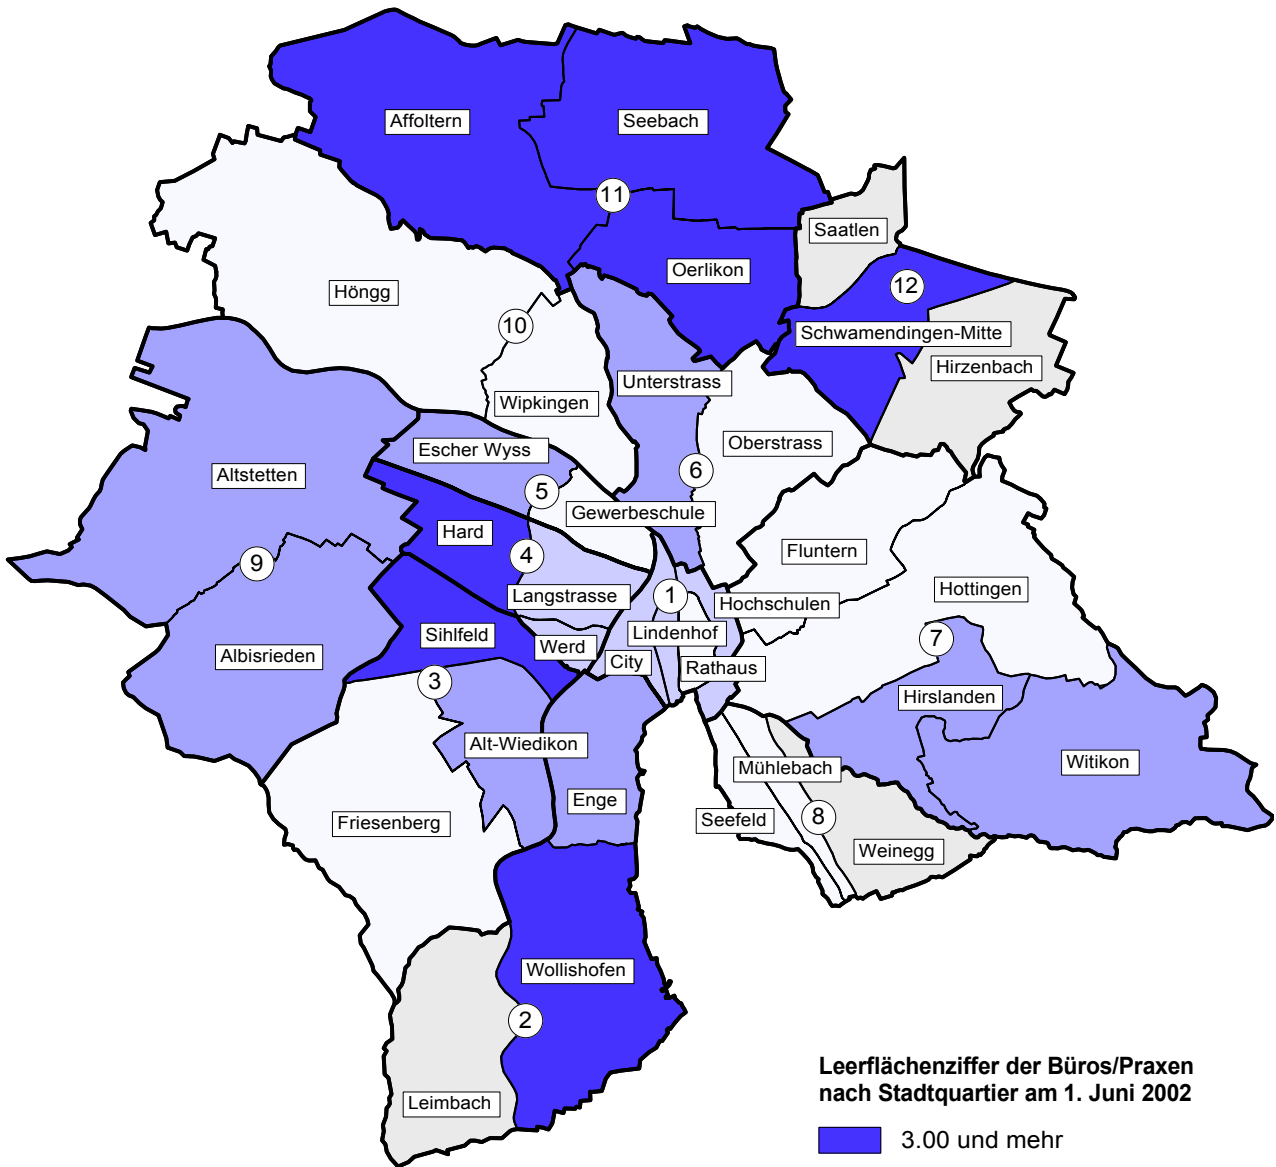 Affoltern
Seebach
11
Saatlen
Oerlikon
12
Höngg
10
Schwamendingen-Mitte
Hirzenbach
Unterstrass
Wipkingen
Oberstrass
Escher Wyss
6
Altstetten
5
Gewerbeschule
Hard
4
Fluntern
9
Hottingen
1
Langstrasse
Hochschulen
Lindenhof
7
Sihlfeld
Werd
City
Albisrieden
Rathaus
3
Hirslanden
Alt-Wiedikon
Witikon
Mühlebach
Enge
Friesenberg
Seefeld
8
Weinegg
Wollishofen
2
Leimbach
Leerflächenziffer der Büros/Praxen
nach Stadtquartier am 1. Juni 2002
3.00 und mehr